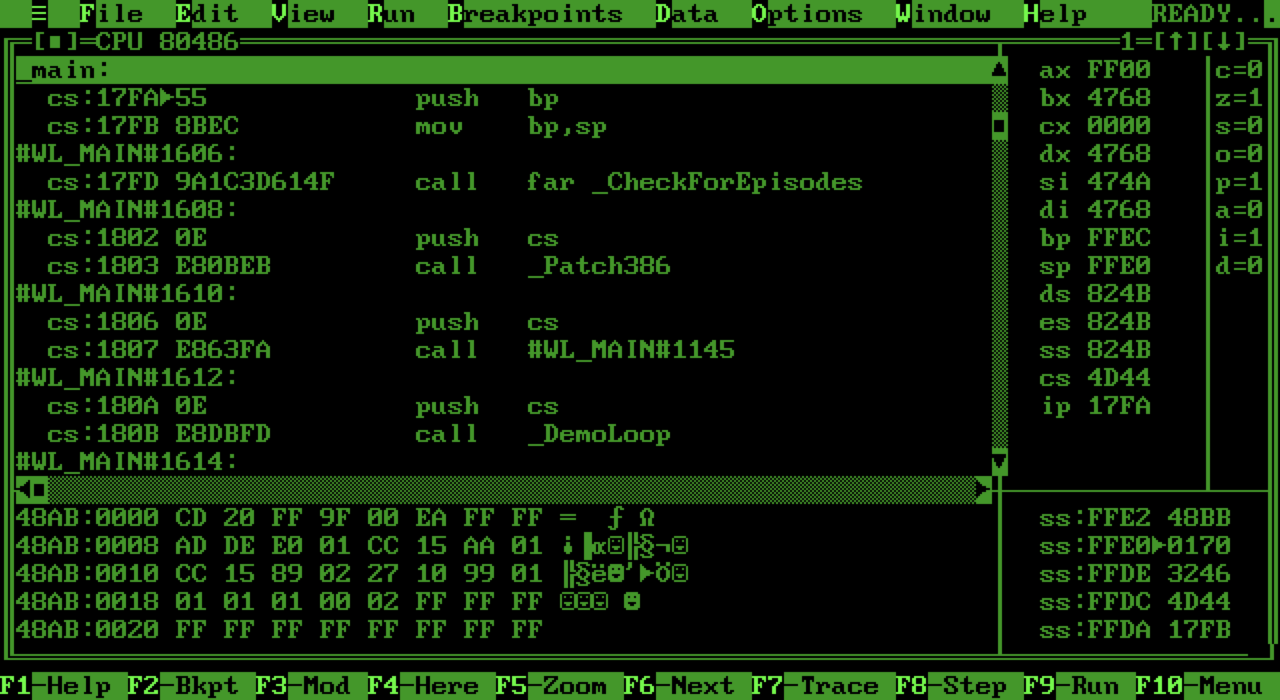 ≡ File Edit View Run Breakpoints Data Options Window Help READY...
[■]=CPU 80486 1=[↑][↓]
_main: ax FF00 c=0
cs:17FA▶55 push bp bx 4768 z=1
cs:17FB 8BEC mov bp,sp cx 0000 s=0
#WL_MAIN#1606: dx 4768 o=0
cs:17FD 9A1C3D614F call far _CheckForEpisodes si 474A p=1
#WL_MAIN#1608: di 4768 a=0
cs:1802 0E push cs bp FFEC i=1
cs:1803 E80BEB call _Patch386 sp FFE0 d=0
#WL_MAIN#1610: ds 824B
cs:1806 0E push cs es 824B
cs:1807 E863FA call #WL_MAIN#1145 ss 824B
#WL_MAIN#1612: cs 4D44
cs:180A 0E push cs ip 17FA
cs:180B E8DBFD call _DemoLoop
#WL_MAIN#1614:
48AB:0000 CD 20 FF 9F 00 EA FF FF = ƒ Ω ss:FFE2 48BB
48AB:0008 AD DE E0 01 CC 15 AA 01 ¡▐α☺╠§¬☺ ss:FFE0▶0170
48AB:0010 CC 15 89 02 27 10 99 01 ╠§ë☻'►Ö☺ ss:FFDE 3246
48AB:0018 01 01 01 00 02 FF FF FF ☺☺☺ ☻ ss:FFDC 4D44
48AB:0020 FF FF FF FF FF FF FF FF ss:FFDA 17FB
F1-Help F2-Bkpt F3-Mod F4-Here F5-Zoom F6-Next F7-Trace F8-Step F9-Run F10-Menu